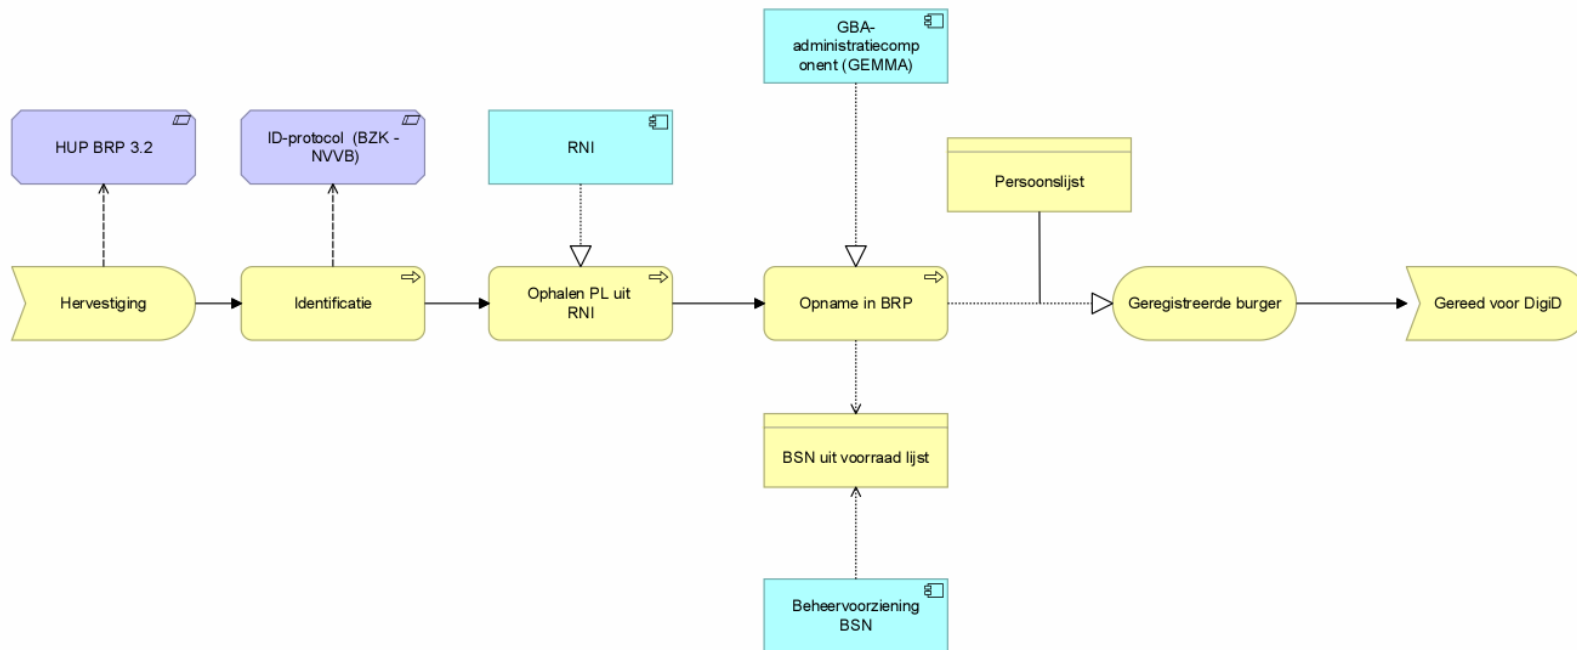 GBA-
administratiecomp
onent (GEMMA)
HUP BRP 3.2
ID-protocol (BZK -
NVVB)
RNI
Persoonslijst
Hervestiging
Identificatie
Ophalen PL uit
RNI
Opname in BRP
Geregistreerde burger
Gereed voor DigiD
BSN uit voorraad lijst
Beheervoorziening
BSN